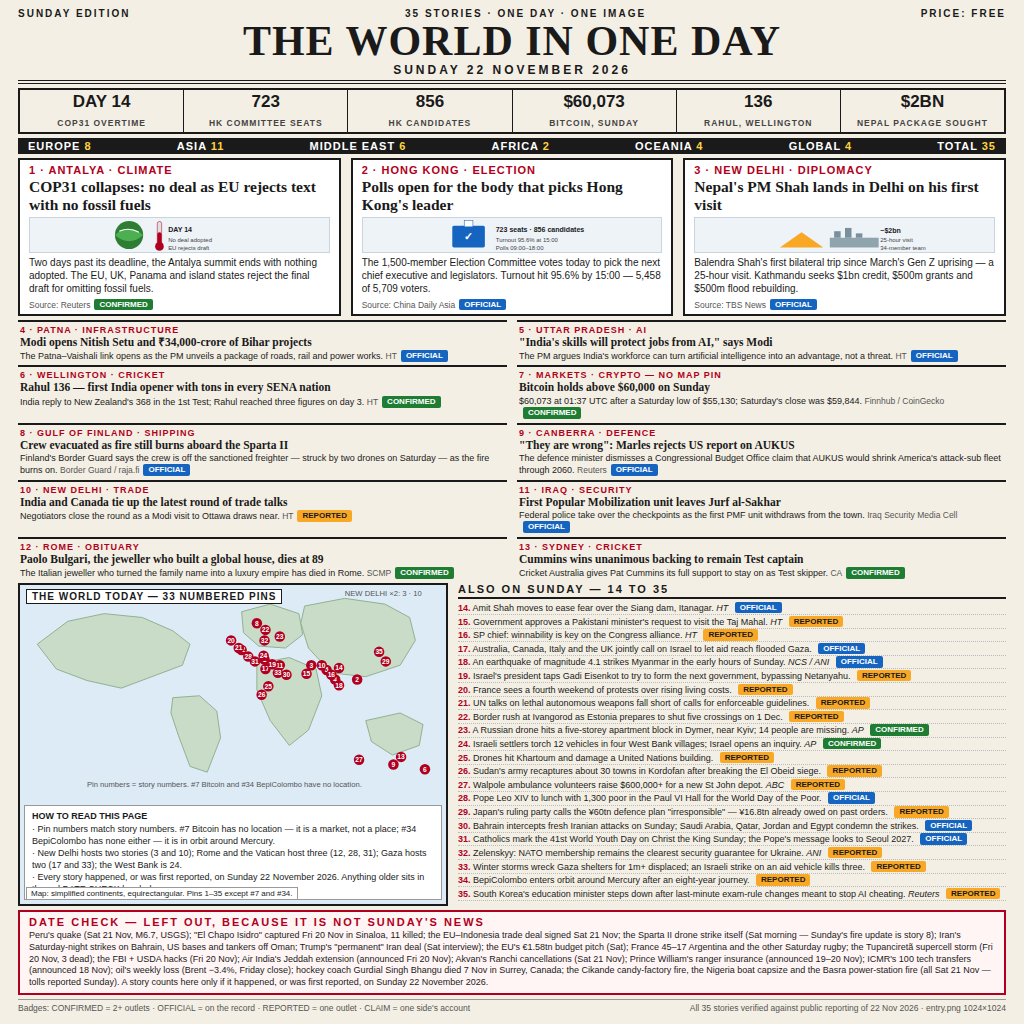 SUNDAY EDITION
35 STORIES · ONE DAY · ONE IMAGE
PRICE: FREE
THE WORLD IN ONE DAY
SUNDAY 22 NOVEMBER 2026
DAY 14
COP31 OVERTIME
723
HK COMMITTEE SEATS
856
HK CANDIDATES
$60,073
BITCOIN, SUNDAY
136
RAHUL, WELLINGTON
$2BN
NEPAL PACKAGE SOUGHT
EUROPE 8
ASIA 11
MIDDLE EAST 6
AFRICA 2
OCEANIA 4
GLOBAL 4
TOTAL 35
1 · ANTALYA · CLIMATE
COP31 collapses: no deal as EU rejects text
with no fossil fuels
DAY 14
No deal adopted
EU rejects draft
Two days past its deadline, the Antalya summit ends with nothing
adopted. The EU, UK, Panama and island states reject the final
draft for omitting fossil fuels.
Source: Reuters CONFIRMED
2 · HONG KONG · ELECTION
Polls open for the body that picks Hong
Kong's leader
✓
723 seats · 856 candidates
Turnout 95.6% at 15:00
Polls 09:00–18:00
The 1,500-member Election Committee votes today to pick the next
chief executive and legislators. Turnout hit 95.6% by 15:00 — 5,458
of 5,709 voters.
Source: China Daily Asia OFFICIAL
3 · NEW DELHI · DIPLOMACY
Nepal's PM Shah lands in Delhi on his first
visit
~$2bn
25-hour visit
34-member team
Balendra Shah's first bilateral trip since March's Gen Z uprising — a
25-hour visit. Kathmandu seeks $1bn credit, $500m grants and
$500m flood rebuilding.
Source: TBS News OFFICIAL
4 · PATNA · INFRASTRUCTURE
Modi opens Nitish Setu and ₹34,000-crore of Bihar projects
The Patna–Vaishali link opens as the PM unveils a package of roads, rail and power works. HT OFFICIAL
5 · UTTAR PRADESH · AI
"India's skills will protect jobs from AI," says Modi
The PM argues India's workforce can turn artificial intelligence into an advantage, not a threat. HT OFFICIAL
6 · WELLINGTON · CRICKET
Rahul 136 — first India opener with tons in every SENA nation
India reply to New Zealand's 368 in the 1st Test; Rahul reached three figures on day 3. HT CONFIRMED
7 · MARKETS · CRYPTO — NO MAP PIN
Bitcoin holds above $60,000 on Sunday
$60,073 at 01:37 UTC after a Saturday low of $55,130; Saturday's close was $59,844. Finnhub / CoinGecko
CONFIRMED
8 · GULF OF FINLAND · SHIPPING
Crew evacuated as fire still burns aboard the Sparta II
Finland's Border Guard says the crew is off the sanctioned freighter — struck by two drones on Saturday — as the fire
burns on. Border Guard / raja.fi OFFICIAL
9 · CANBERRA · DEFENCE
"They are wrong": Marles rejects US report on AUKUS
The defence minister dismisses a Congressional Budget Office claim that AUKUS would shrink America's attack-sub fleet
through 2060. Reuters OFFICIAL
10 · NEW DELHI · TRADE
India and Canada tie up the latest round of trade talks
Negotiators close the round as a Modi visit to Ottawa draws near. HT REPORTED
11 · IRAQ · SECURITY
First Popular Mobilization unit leaves Jurf al-Sakhar
Federal police take over the checkpoints as the first PMF unit withdraws from the town. Iraq Security Media Cell
OFFICIAL
12 · ROME · OBITUARY
Paolo Bulgari, the jeweller who built a global house, dies at 89
The Italian jeweller who turned the family name into a luxury empire has died in Rome. SCMP CONFIRMED
13 · SYDNEY · CRICKET
Cummins wins unanimous backing to remain Test captain
Cricket Australia gives Pat Cummins its full support to stay on as Test skipper. CA CONFIRMED
THE WORLD TODAY — 33 NUMBERED PINS
NEW DELHI ×2: 3 · 10
8
22
32
23
20
21
28
31
24
17
19
11
33
30
25
26
15
3
10
16
14
18
2
35
29
27
9
13
6
Pin numbers = story numbers. #7 Bitcoin and #34 BepiColombo have no location.
HOW TO READ THIS PAGE
· Pin numbers match story numbers. #7 Bitcoin has no location — it is a market, not a place; #34
BepiColombo has none either — it is in orbit around Mercury.
· New Delhi hosts two stories (3 and 10); Rome and the Vatican host three (12, 28, 31); Gaza hosts
two (17 and 33); the West Bank is 24.
· Every story happened, or was first reported, on Sunday 22 November 2026. Anything older sits in
Map: simplified continents, equirectangular. Pins 1–35 except #7 and #34.
ALSO ON SUNDAY — 14 TO 35
14. Amit Shah moves to ease fear over the Siang dam, Itanagar. HT OFFICIAL
15. Government approves a Pakistani minister's request to visit the Taj Mahal. HT REPORTED
16. SP chief: winnability is key on the Congress alliance. HT REPORTED
17. Australia, Canada, Italy and the UK jointly call on Israel to let aid reach flooded Gaza. OFFICIAL
18. An earthquake of magnitude 4.1 strikes Myanmar in the early hours of Sunday. NCS / ANI OFFICIAL
19. Israel's president taps Gadi Eisenkot to try to form the next government, bypassing Netanyahu. REPORTED
20. France sees a fourth weekend of protests over rising living costs. REPORTED
21. UN talks on lethal autonomous weapons fall short of calls for enforceable guidelines. REPORTED
22. Border rush at Ivangorod as Estonia prepares to shut five crossings on 1 Dec. REPORTED
23. A Russian drone hits a five-storey apartment block in Dymer, near Kyiv; 14 people are missing. AP CONFIRMED
24. Israeli settlers torch 12 vehicles in four West Bank villages; Israel opens an inquiry. AP CONFIRMED
25. Drones hit Khartoum and damage a United Nations building. REPORTED
26. Sudan's army recaptures about 30 towns in Kordofan after breaking the El Obeid siege. REPORTED
27. Walpole ambulance volunteers raise $600,000+ for a new St John depot. ABC REPORTED
28. Pope Leo XIV to lunch with 1,300 poor in the Paul VI Hall for the World Day of the Poor. OFFICIAL
29. Japan's ruling party calls the ¥60tn defence plan "irresponsible" — ¥16.8tn already owed on past orders. REPORTED
30. Bahrain intercepts fresh Iranian attacks on Sunday; Saudi Arabia, Qatar, Jordan and Egypt condemn the strikes. OFFICIAL
31. Catholics mark the 41st World Youth Day on Christ the King Sunday; the Pope's message looks to Seoul 2027. OFFICIAL
32. Zelenskyy: NATO membership remains the clearest security guarantee for Ukraine. ANI REPORTED
33. Winter storms wreck Gaza shelters for 1m+ displaced; an Israeli strike on an aid vehicle kills three. REPORTED
34. BepiColombo enters orbit around Mercury after an eight-year journey. REPORTED
35. South Korea's education minister steps down after last-minute exam-rule changes meant to stop AI cheating. Reuters REPORTED
DATE CHECK — LEFT OUT, BECAUSE IT IS NOT SUNDAY'S NEWS
Peru's quake (Sat 21 Nov, M6.7, USGS); "El Chapo Isidro" captured Fri 20 Nov in Sinaloa, 11 killed; the EU–Indonesia trade deal signed Sat 21 Nov; the Sparta II drone strike itself (Sat morning — Sunday's fire update is story 8); Iran's
Saturday-night strikes on Bahrain, US bases and tankers off Oman; Trump's "permanent" Iran deal (Sat interview); the EU's €1.58tn budget pitch (Sat); France 45–17 Argentina and the other Saturday rugby; the Tupanciretã supercell storm (Fri
20 Nov, 3 dead); the FBI + USDA hacks (Fri 20 Nov); Air India's Jeddah extension (announced Fri 20 Nov); Akvan's Ranchi cancellations (Sat 21 Nov); Prince William's ranger insurance (announced 19–20 Nov); ICMR's 100 tech transfers
(announced 18 Nov); oil's weekly loss (Brent −3.4%, Friday close); hockey coach Gurdial Singh Bhangu died 7 Nov in Surrey, Canada; the Cikande candy-factory fire, the Nigeria boat capsize and the Basra power-station fire (all Sat 21 Nov —
tolls reported Sunday). A story counts here only if it happened, or was first reported, on Sunday 22 November 2026.
Badges: CONFIRMED = 2+ outlets · OFFICIAL = on the record · REPORTED = one outlet · CLAIM = one side's account
All 35 stories verified against public reporting of 22 Nov 2026 · entry.png 1024×1024